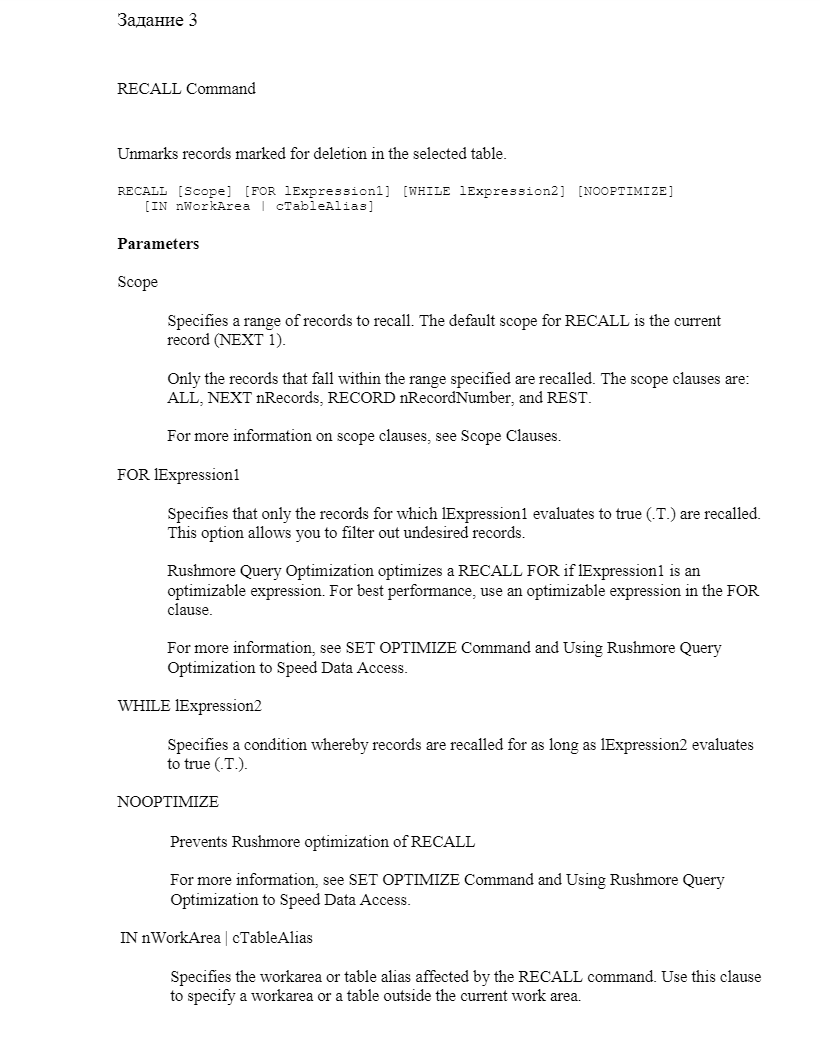 Задание 3
RECALL Command
Unmarks records marked for deletion in the selected table.
RECALL [Scope] [FOR lExpression1] [WHILE lExpression2] [NOOPTIMIZE]
[IN nWorkArea | cTableAlias]
Parameters
Scope
Specifies a range of records to recall. The default scope for RECALL is the current
record (NEXT 1).
Only the records that fall within the range specified are recalled. The scope clauses are:
ALL, NEXT nRecords, RECORD nRecordNumber, and REST.
For more information on scope clauses, see Scope Clauses.
FOR lExpression1
Specifies that only the records for which lExpression1 evaluates to true (.T.) are recalled.
This option allows you to filter out undesired records.
Rushmore Query Optimization optimizes a RECALL FOR if lExpression1 is an
optimizable expression. For best performance, use an optimizable expression in the FOR
clause.
For more information, see SET OPTIMIZE Command and Using Rushmore Query
Optimization to Speed Data Access.
WHILE lExpression2
Specifies a condition whereby records are recalled for as long as lExpression2 evaluates
to true (.T.).
NOOPTIMIZE
Prevents Rushmore optimization of RECALL
For more information, see SET OPTIMIZE Command and Using Rushmore Query
Optimization to Speed Data Access.
IN nWorkArea | cTableAlias
Specifies the workarea or table alias affected by the RECALL command. Use this clause
to specify a workarea or a table outside the current work area.